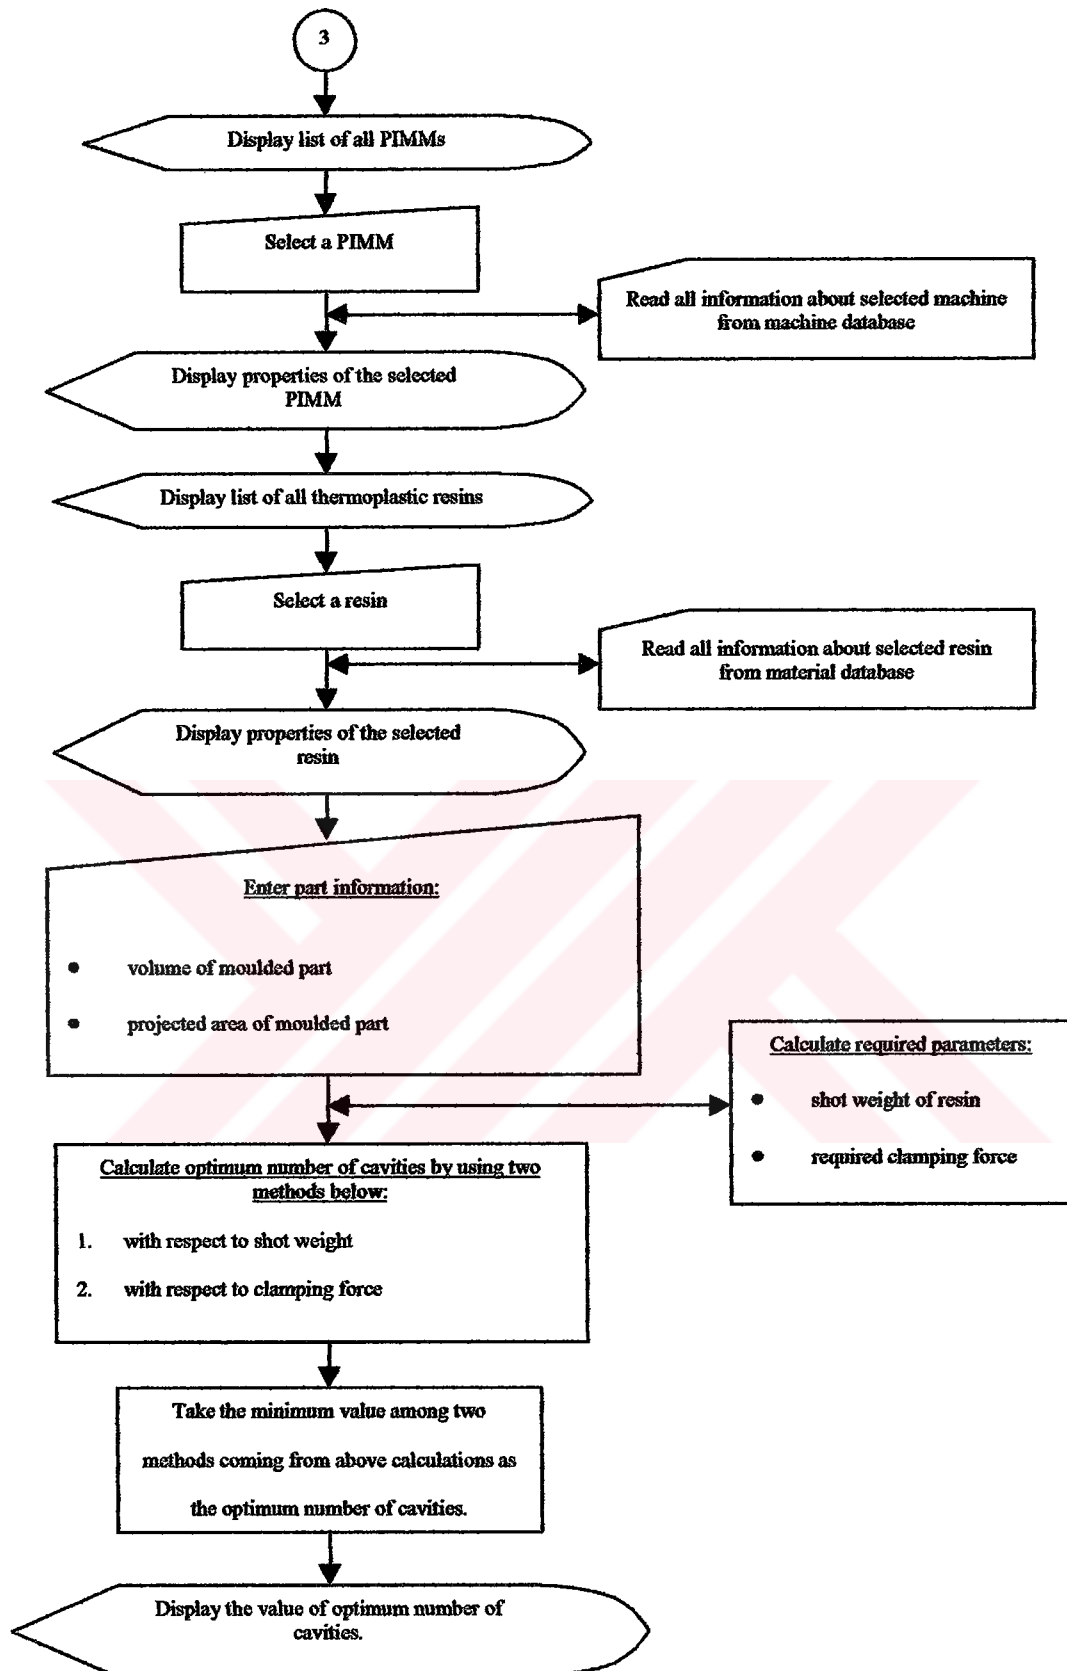 3
Display list of all PIMMs
Select a PIMM
Read all information about selected machine
from machine database
Display properties of the selected
PIMM
Display list of all thermoplastic resins
Select a resin
Read all information about selected resin
from material database
Display properties of the selected
resin
Enter part information:
● volume of moulded part
● projected area of moulded part
Calculate required parameters:
● shot weight of resin
● required clamping force
Calculate optimum number of cavities by using two
methods below:
1. with respect to shot weight
2. with respect to clamping force
Take the minimum value among two
methods coming from above calculations as
the optimum number of cavities.
Display the value of optimum number of
cavities.